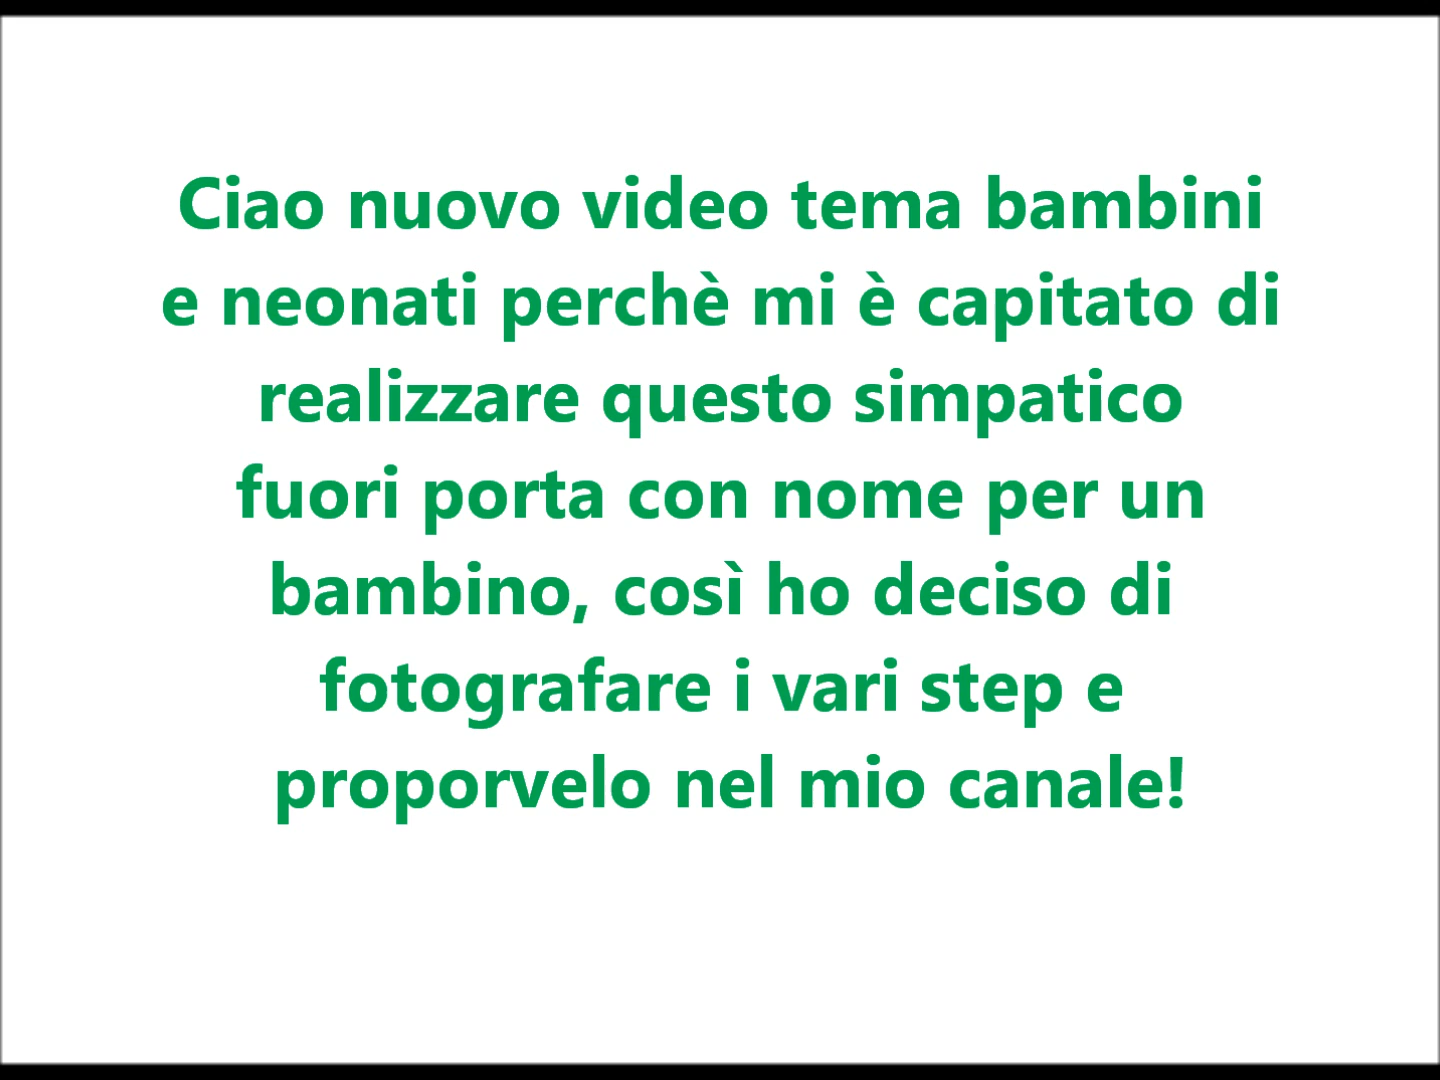 Ciao nuovo video tema bambini
e neonati perchè mi è capitato di
realizzare questo simpatico
fuori porta con nome per un
bambino, così ho deciso di
fotografare i vari step e
proporvelo nel mio canale!